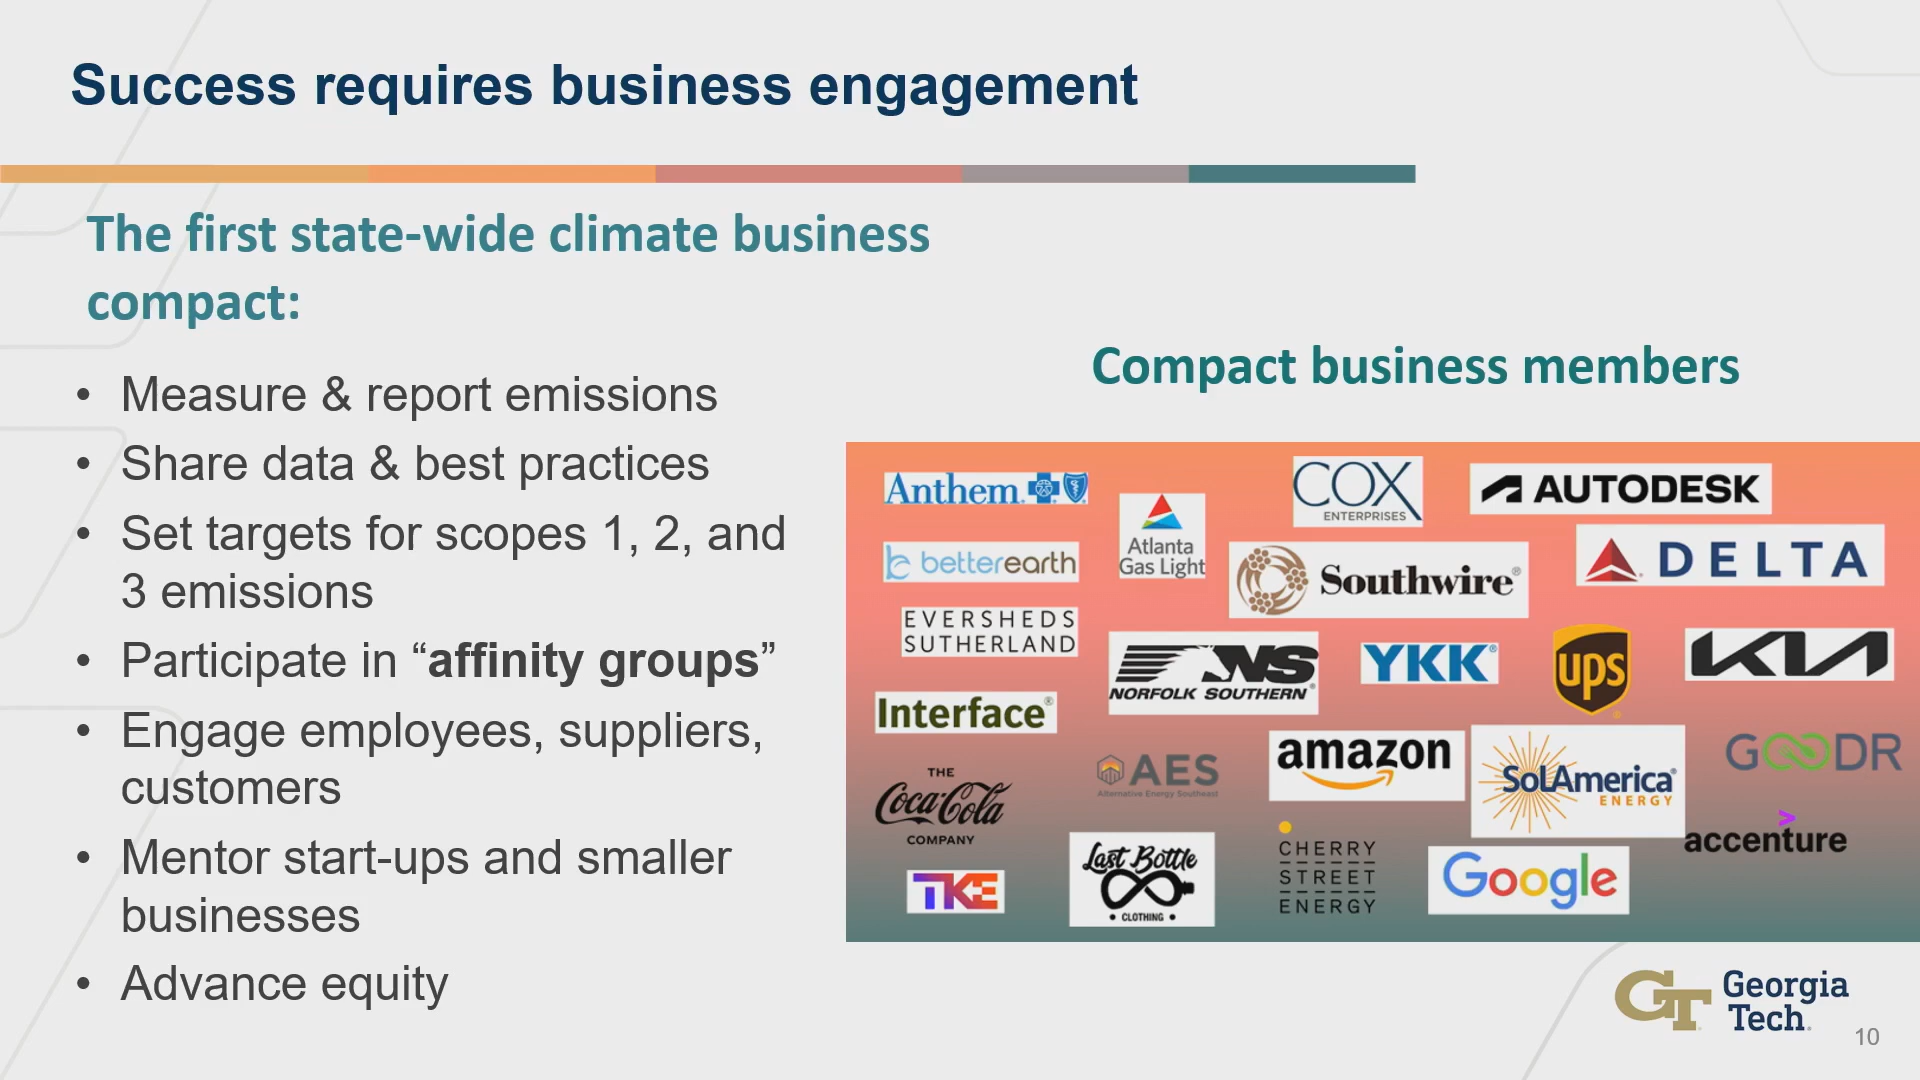 Success requires business engagement
The first state-wide climate business
compact:
• Measure & report emissions
• Share data & best practices
• Set targets for scopes 1, 2, and
3 emissions
• Participate in “affinity groups”
• Engage employees, suppliers,
customers
• Mentor start-ups and smaller
businesses
• Advance equity
Compact business members
Anthem
Atlanta
Gas Light
COX
ENTERPRISES
AUTODESK
betterearth
Southwire®
DELTA
EVERSHEDS
SUTHERLAND
NS
NORFOLK SOUTHERN®
YKK®
ups
KIA
Interface®
AES
Alternative Energy Southeast
amazon
SolAmerica
ENERGY
GOODR
THE
Coca-Cola
COMPANY
>
accenture
TKE
Last Bottle
• CLOTHING •
CHERRY
STREET
ENERGY
Google
GT
Georgia
Tech.
10